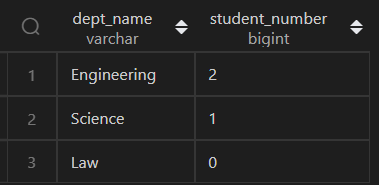 dept_name student_number
varchar bigint
1 Engineering 2
2 Science 1
3 Law 0